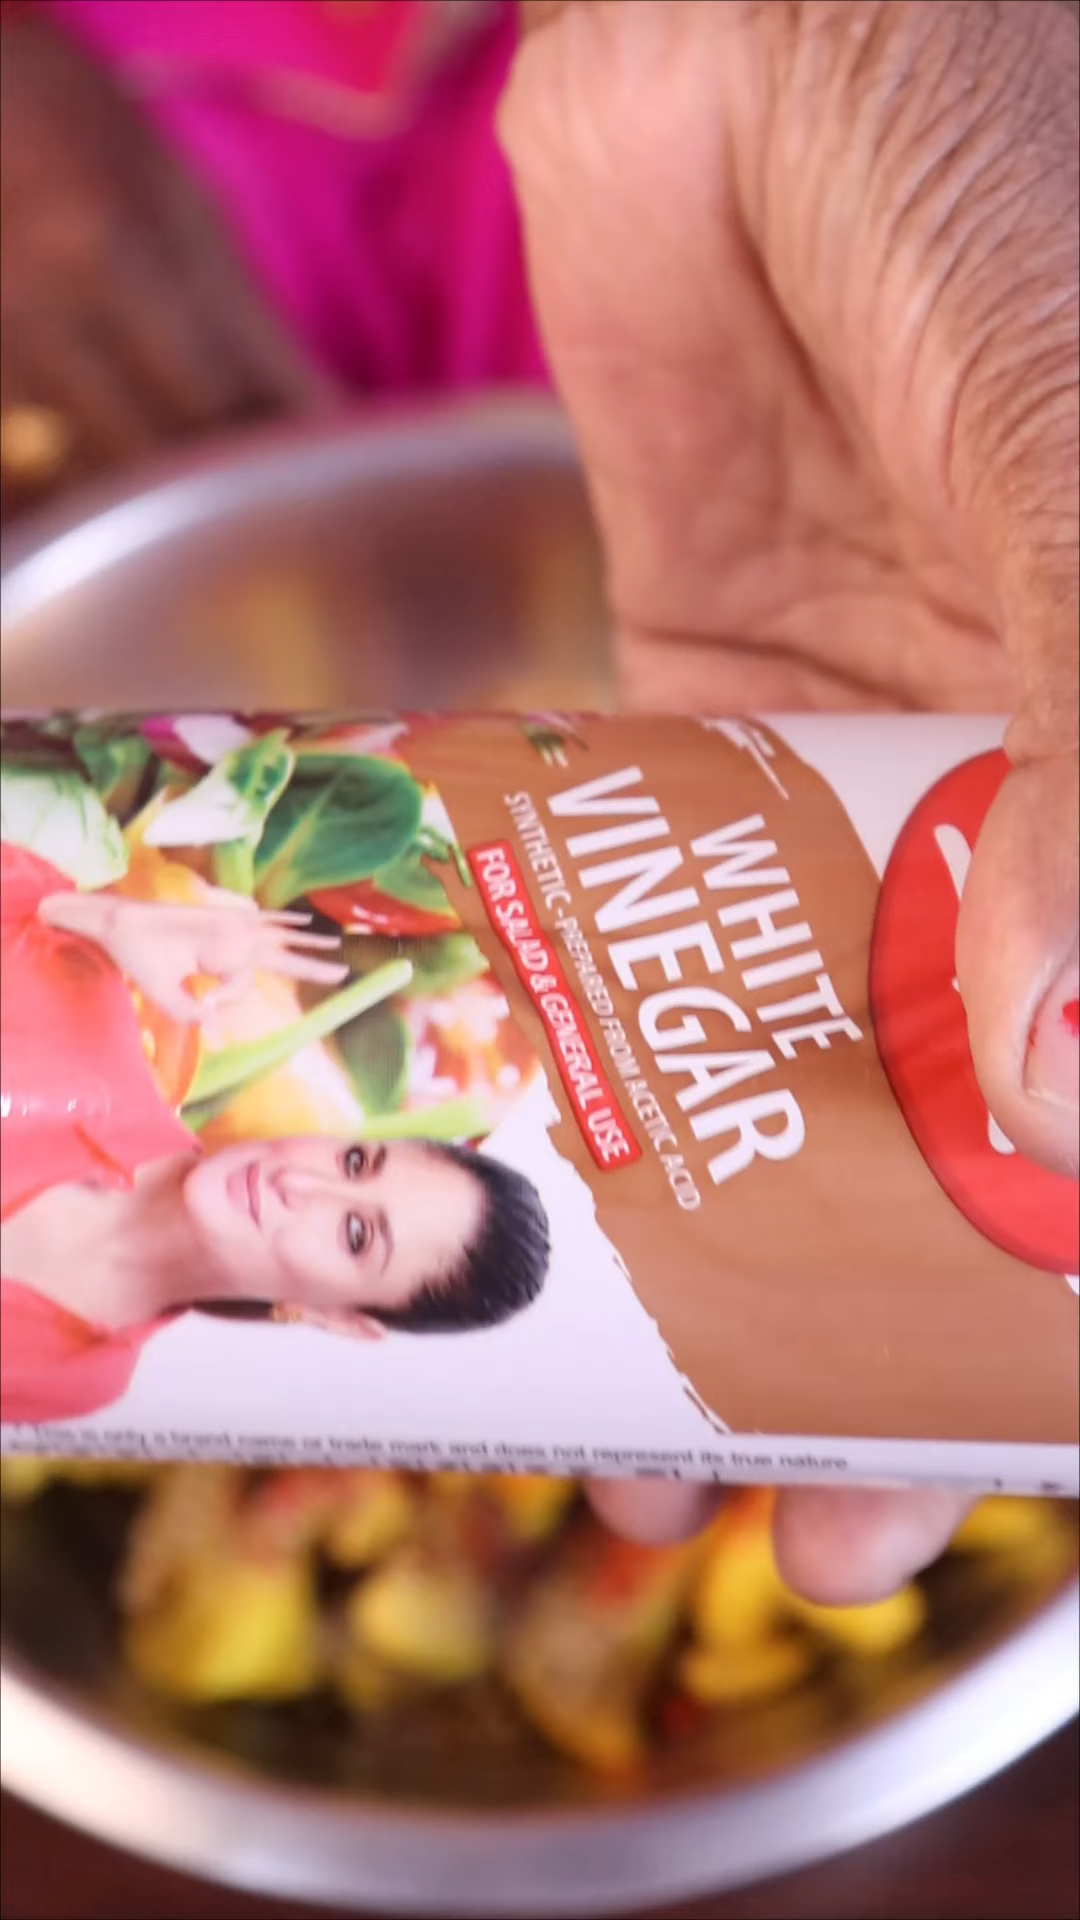 WHITE
VINEGAR
SYNTHETIC - PREPARED FROM ACETIC ACID
FOR SALAD & GENERAL USE
This is only a brand name or trade mark and does not represent its true nature